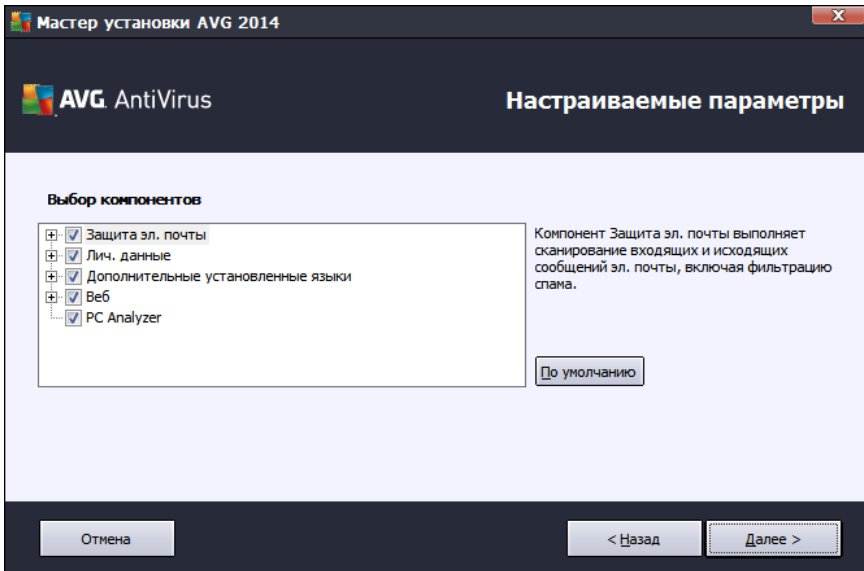 Мастер установки AVG 2014
X
AVG. AntiVirus
Настраиваемые параметры
Выбор компонентов
Защита эл. почты
Лич. данные
Дополнительные установленные языки
Веб
PC Analyzer
Компонент Защита эл. почты выполняет
сканирование входящих и исходящих
сообщений эл. почты, включая фильтрацию
спама.
По умолчанию
Отмена
< Назад
Далее >